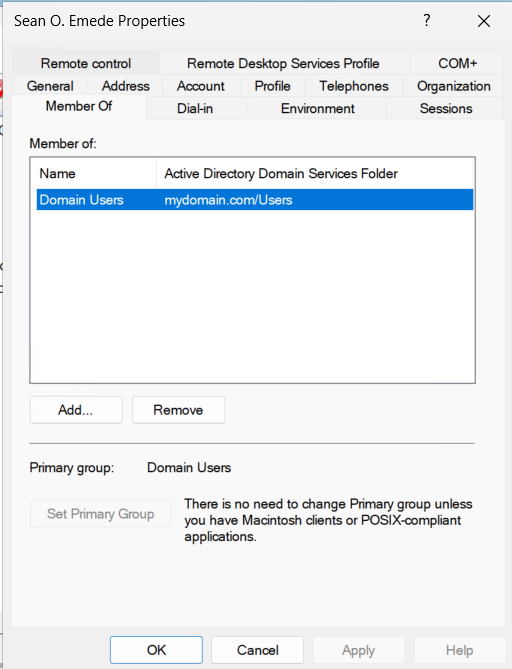 Sean O. Emede Properties
?
Remote control Remote Desktop Services Profile COM+
General Address Account Profile Telephones Organization
Member Of Dial-in Environment Sessions
Member of:
Name Active Directory Domain Services Folder
Domain Users mydomain.com/Users
Add... Remove
Primary group: Domain Users
Set Primary Group
There is no need to change Primary group unless
you have Macintosh clients or POSIX-compliant
applications.
OK Cancel Apply Help